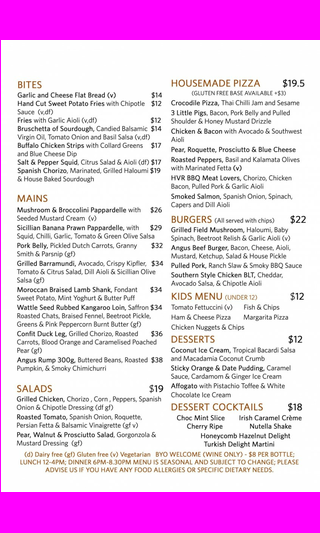 BITES
Garlic and Cheese Flat Bread (v) $14
Hand Cut Sweet Potato Fries with Chipotle $12
Sauce (v,df)
Fries with Garlic Aioli (v,df) $12
Bruschetta of Sourdough, Candied Balsamic $14
Virgin Oil, Tomato Onion and Basil Salsa (v,df)
Buffalo Chicken Strips with Collard Greens $17
and Blue Cheese Dip
Salt & Pepper Squid, Citrus Salad & Aioli (df) $17
Spanish Chorizo, Marinated, Grilled Haloumi $19
& House Baked Sourdough
MAINS
Mushroom & Broccolini Pappardelle with $26
Seeded Mustard Cream (v)
Sicillian Banana Prawn Pappardelle, with $29
Squid, Chilli, Garlic, Tomato & Green Olive Salsa
Pork Belly, Pickled Dutch Carrots, Granny $32
Smith & Parsnip (gf)
Grilled Barramundi, Avocado, Crispy Kipfler, $34
Tomato & Citrus Salad, Dill Aioli & Sicillian Olive
Salsa (gf)
Moroccan Braised Lamb Shank, Fondant $34
Sweet Potato, Mint Yoghurt & Butter Puff
Wattle Seed Rubbed Kangaroo Loin, Saffron $34
Roasted Chats, Braised Fennel, Beetroot Pickle,
Greens & Pink Peppercorn Burnt Butter (gf)
Confit Duck Leg, Grilled Chorizo, Roasted $36
Carrots, Blood Orange and Caramelised Poached
Pear (gf)
Angus Rump 300g, Buttered Beans, Roasted $38
Pumpkin, & Smoky Chimichurri
SALADS $19
Grilled Chicken, Chorizo , Corn , Peppers, Spanish
Onion & Chipotle Dressing (df gf)
Roasted Tomato, Spanish Onion, Roquette,
Persian Fetta & Balsamic Vinaigrette (gf v)
Pear, Walnut & Prosciutto Salad, Gorgonzola &
Mustard Dressing (gf)
HOUSEMADE PIZZA $19.5
(GLUTEN FREE BASE AVAILABLE +$3)
Crocodile Pizza, Thai Chilli Jam and Sesame
3 Little Pigs, Bacon, Pork Belly and Pulled
Shoulder & Honey Mustard Drizzle
Chicken & Bacon with Avocado & Southwest
Aioli
Pear, Roquette, Prosciutto & Blue Cheese
Roasted Peppers, Basil and Kalamata Olives
with Marinated Fetta (v)
HVR BBQ Meat Lovers, Chorizo, Chicken
Bacon, Pulled Pork & Garlic Aioli
Smoked Salmon, Spanish Onion, Spinach,
Capers and Dill Aioli
BURGERS (All served with chips) $22
Grilled Field Mushroom, Haloumi, Baby
Spinach, Beetroot Relish & Garlic Aioli (v)
Angus Beef Burger, Bacon, Cheese, Aioli,
Mustard, Ketchup, Salad & House Pickle
Pulled Pork, Ranch Slaw & Smoky BBQ Sauce
Southern Style Chicken BLT, Cheddar,
Avocado Salsa, & Chipotle Aioli
KIDS MENU (UNDER 12) $12
Tomato Fettuccini (v) Fish & Chips
Ham & Cheese Pizza Margarita Pizza
Chicken Nuggets & Chips
DESSERTS $12
Coconut Ice Cream, Tropical Bacardi Salsa
and Macadamia Coconut Crumb
Sticky Orange & Date Pudding, Caramel
Sauce, Cardamom & Ginger Ice Cream
Affogato with Pistachio Toffee & White
Chocolate Ice Cream
DESSERT COCKTAILS $18
Choc Mint Slice Irish Caramel Crème
Cherry Ripe Nutella Shake
Honeycomb Hazelnut Delight
Turkish Delight Martini
(d) Dairy free (gf) Gluten free (v) Vegetarian BYO WELCOME (WINE ONLY) - $8 PER BOTTLE;
LUNCH 12-4PM; DINNER 6PM-8.30PM MENU IS SEASONAL AND SUBJECT TO CHANGE; PLEASE
ADVISE US IF YOU HAVE ANY FOOD ALLERGIES OR SPECIFIC DIETARY NEEDS.